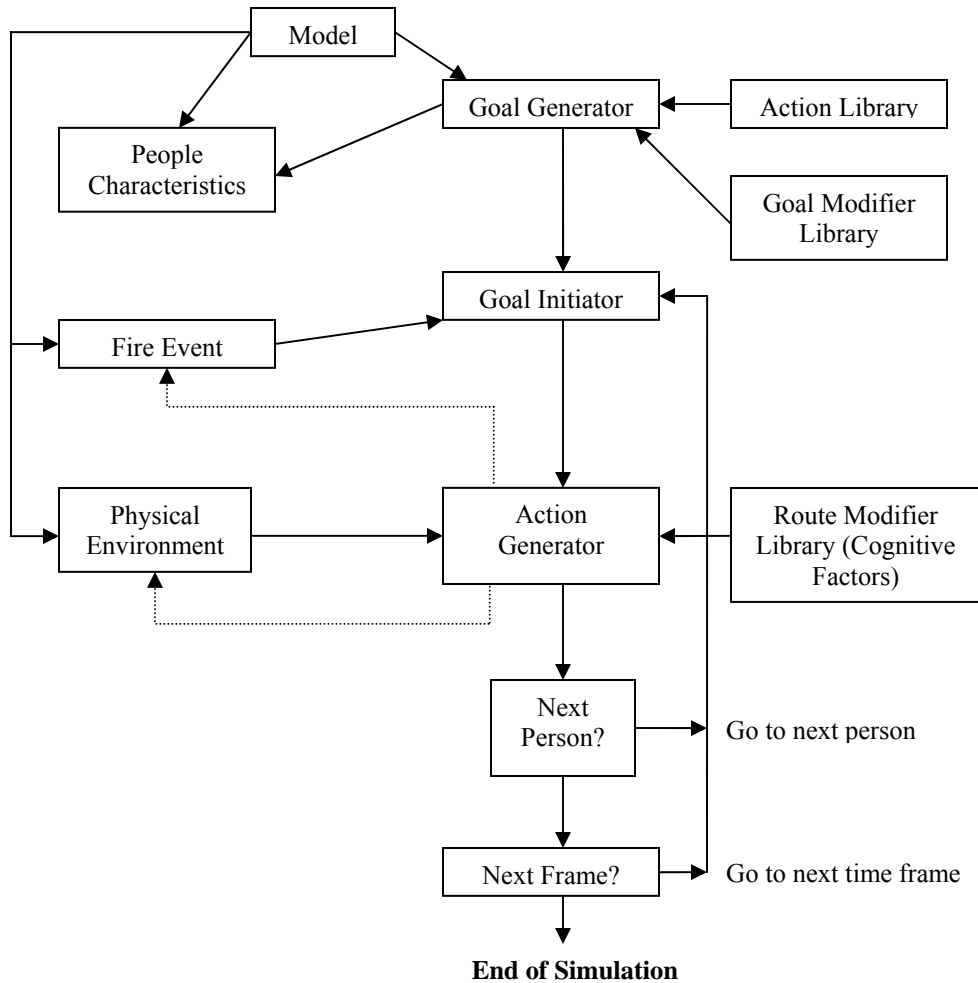 Model
Goal Generator
Action Library
People
Characteristics
Goal Modifier
Library
Goal Initiator
Fire Event
Physical
Environment
Action
Generator
Route Modifier
Library (Cognitive
Factors)
Next
Person?
Go to next person
Next Frame?
Go to next time frame
End of Simulation